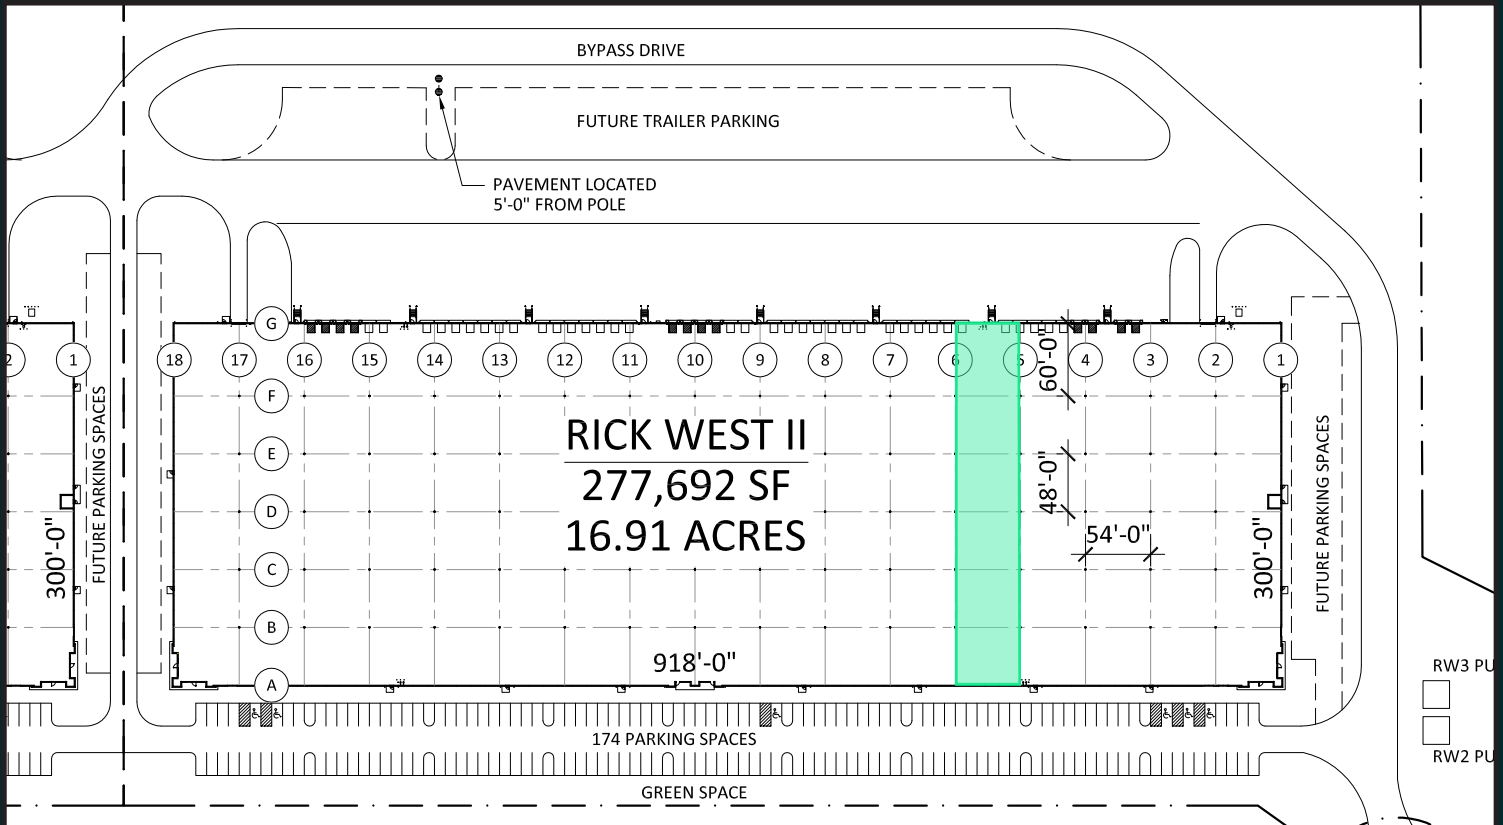 BYPASS DRIVE
FUTURE TRAILER PARKING
PAVEMENT LOCATED
5'-0" FROM POLE
G
2
1
18
17
16
15
14
13
12
11
10
9
8
7
6
5
4
3
2
1
60'-0"
F
E
D
C
B
A
RICK WEST II
277,692 SF
16.91 ACRES
48'-0"
54'-0"
300'-0"
FUTURE PARKING SPACES
300'-0"
FUTURE PARKING SPACES
918'-0"
RW3 PU
RW2 PU
174 PARKING SPACES
GREEN SPACE